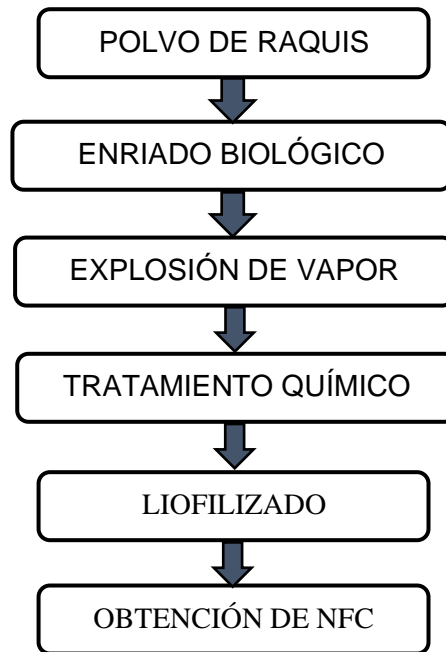 POLVO DE RAQUIS
ENRIADO BIOLÓGICO
EXPLOSIÓN DE VAPOR
TRATAMIENTO QUÍMICO
LIOFILIZADO
OBTENCIÓN DE NFC